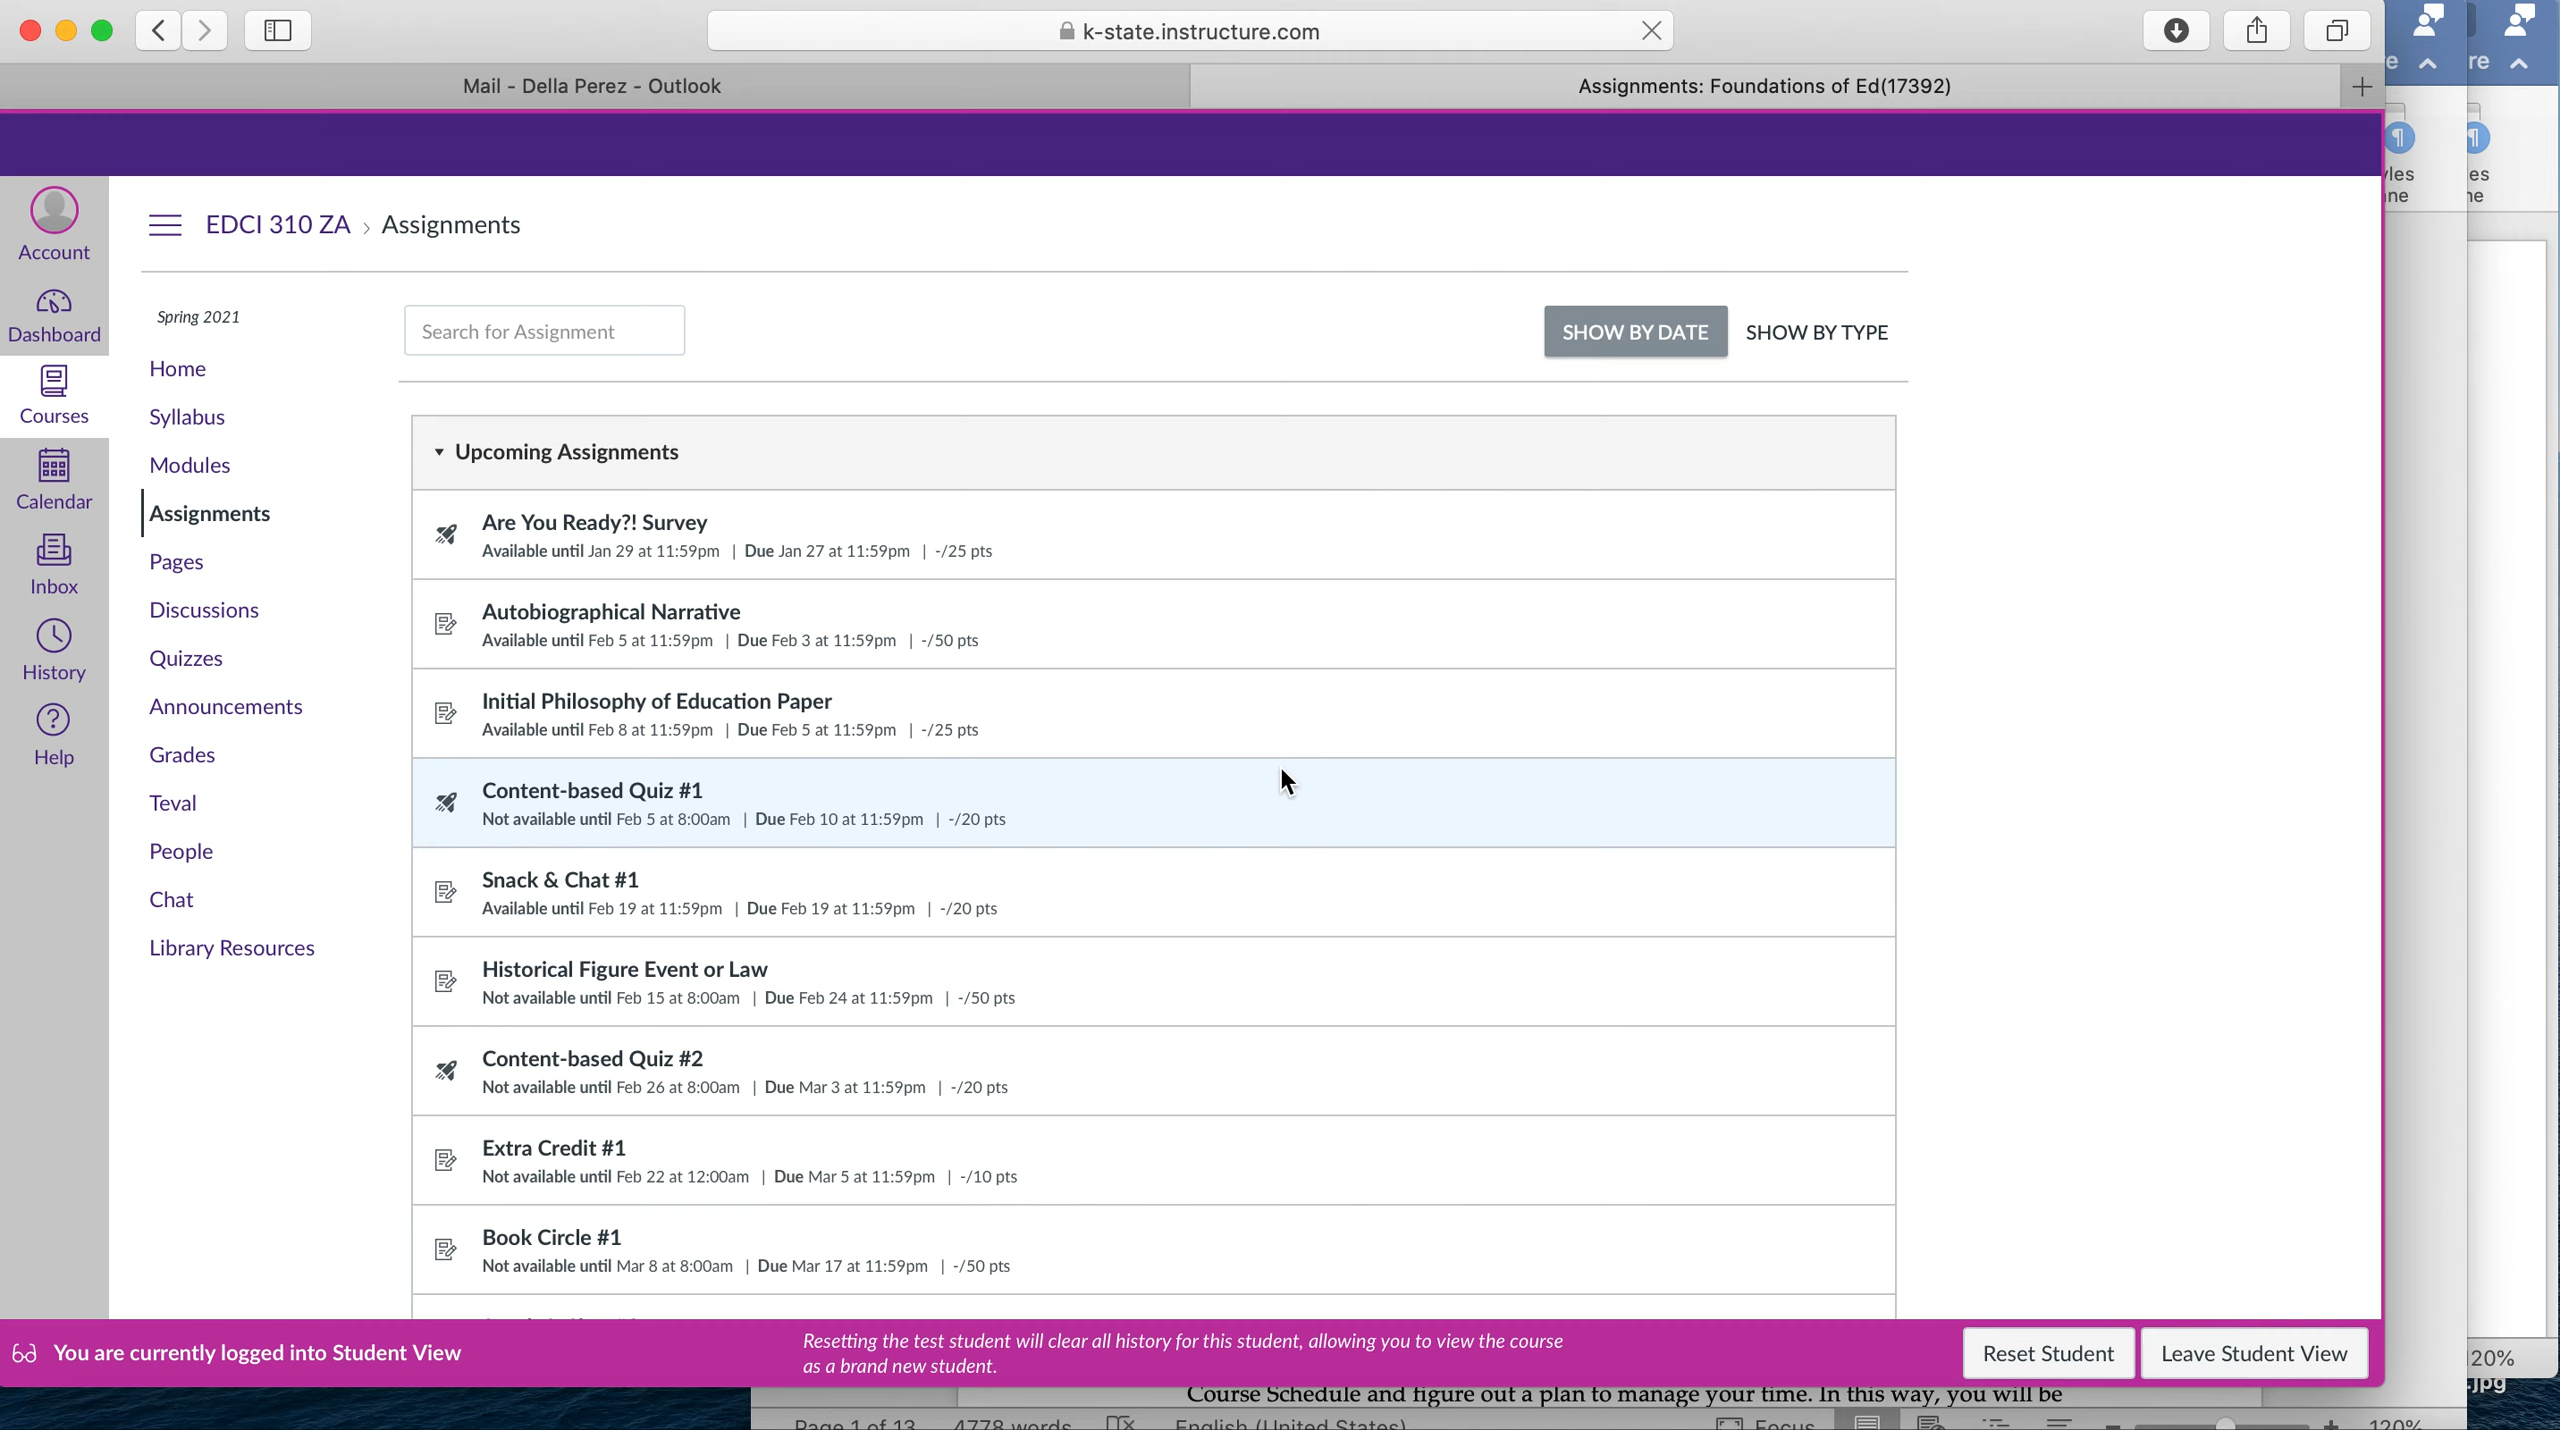 k-state.instructure.com
Mail - Della Perez - Outlook
Assignments: Foundations of Ed(17392)
re
es
EDCI 310 ZA › Assignments
Account
Dashboard
Courses
Calendar
Inbox
History
Help
Spring 2021
Home
Syllabus
Modules
Assignments
Pages
Discussions
Quizzes
Announcements
Grades
Teval
People
Chat
Library Resources
Search for Assignment
SHOW BY DATE
SHOW BY TYPE
Upcoming Assignments
Are You Ready?! Survey
Available until Jan 29 at 11:59pm | Due Jan 27 at 11:59pm | -/25 pts
Autobiographical Narrative
Available until Feb 5 at 11:59pm | Due Feb 3 at 11:59pm | -/50 pts
Initial Philosophy of Education Paper
Available until Feb 8 at 11:59pm | Due Feb 5 at 11:59pm | -/25 pts
Content-based Quiz #1
Not available until Feb 5 at 8:00am | Due Feb 10 at 11:59pm | -/20 pts
Snack & Chat #1
Available until Feb 19 at 11:59pm | Due Feb 19 at 11:59pm | -/20 pts
Historical Figure Event or Law
Not available until Feb 15 at 8:00am | Due Feb 24 at 11:59pm | -/50 pts
Content-based Quiz #2
Not available until Feb 26 at 8:00am | Due Mar 3 at 11:59pm | -/20 pts
Extra Credit #1
Not available until Feb 22 at 12:00am | Due Mar 5 at 11:59pm | -/10 pts
Book Circle #1
Not available until Mar 8 at 8:00am | Due Mar 17 at 11:59pm | -/50 pts
You are currently logged into Student View
Resetting the test student will clear all history for this student, allowing you to view the course
as a brand new student.
Reset Student
Leave Student View
20%
.jpg
Course Schedule and figure out a plan to manage your time. In this way, you will be
Page 1 of 13 4778 words English (United States) Focus 120%